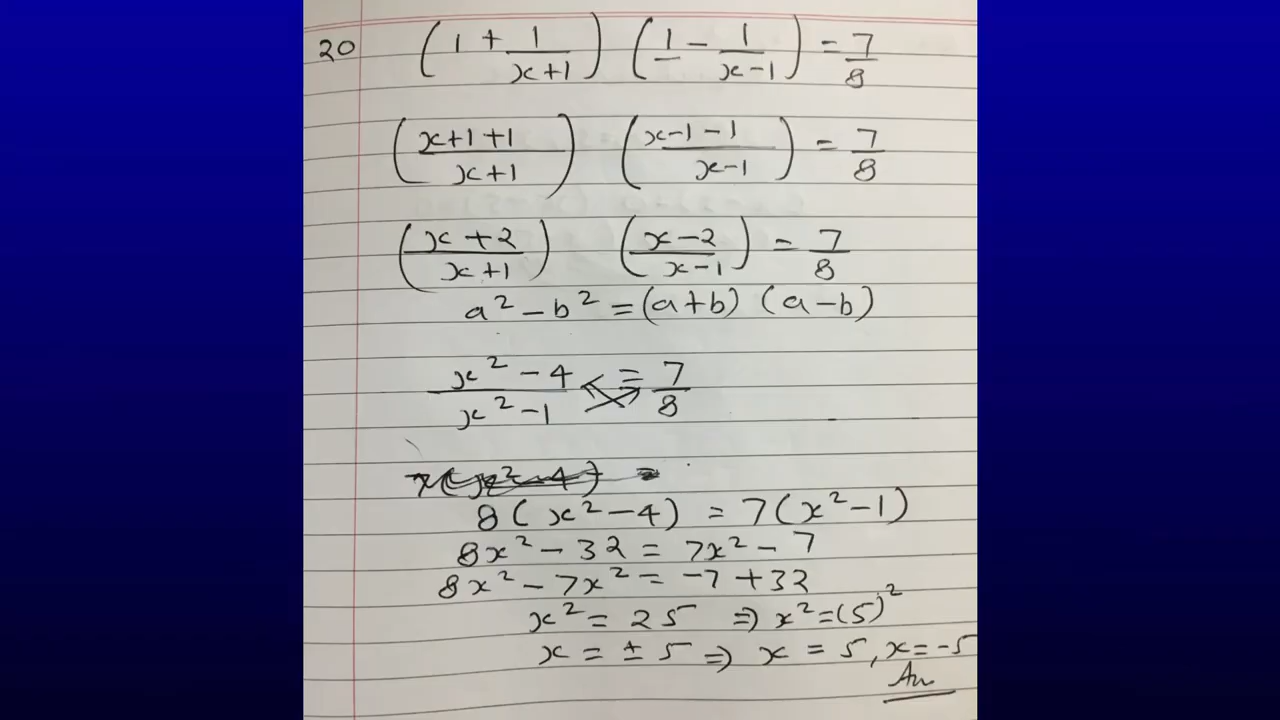 20 (1 + 1/(x+1)) (1 - 1/(x-1)) = 7/8
((x+1+1)/(x+1)) ((x-1-1)/(x-1)) = 7/8
((x+2)/(x+1)) ((x-2)/(x-1)) = 7/8
a² - b² = (a+b) (a-b)
(x² - 4)/(x² - 1) = 7/8
8(x² - 4) = 7(x² - 1)
8x² - 32 = 7x² - 7
8x² - 7x² = -7 + 32
x² = 25 ⇒ x² = (5)²
x = ± 5 ⇒ x = 5, x = -5
An